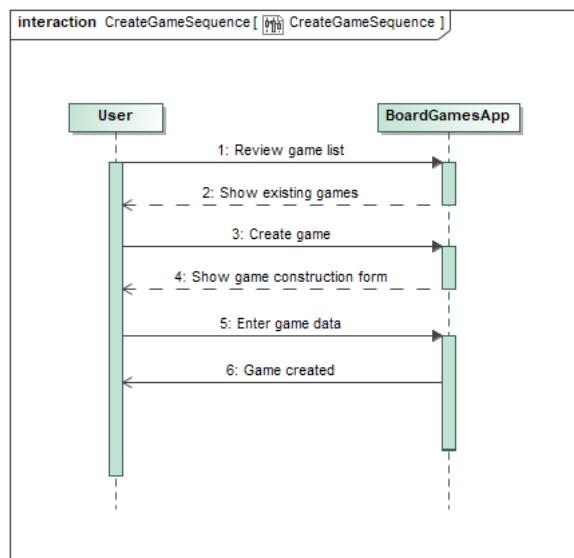 interaction CreateGameSequence [ CreateGameSequence ]
User
BoardGamesApp
1: Review game list
2: Show existing games
3: Create game
4: Show game construction form
5: Enter game data
6: Game created